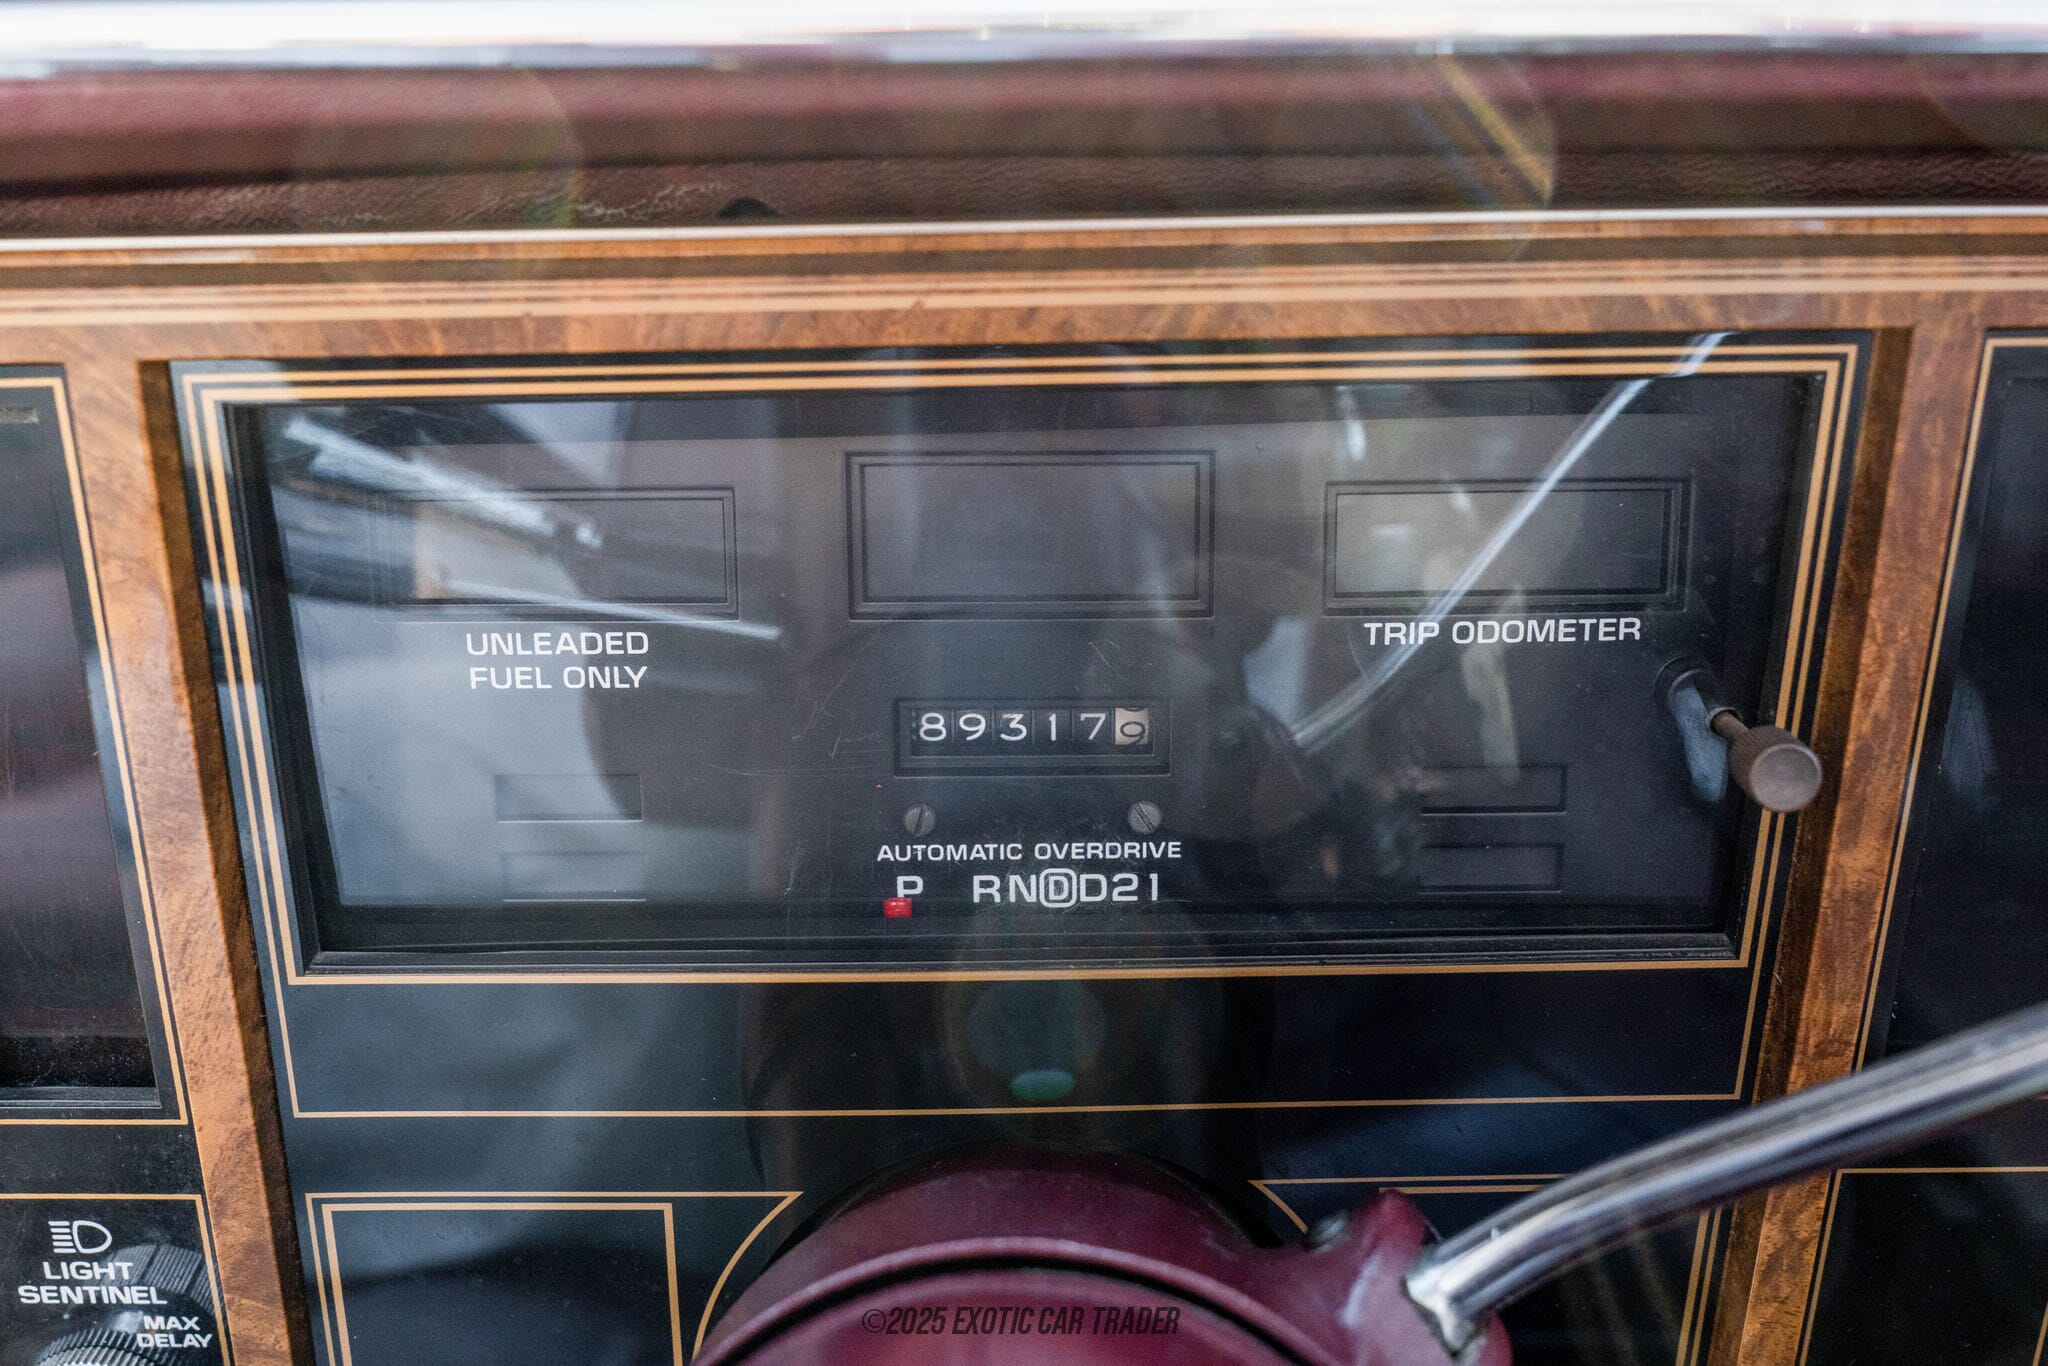 UNLEADED
FUEL ONLY
TRIP ODOMETER
893179
AUTOMATIC OVERDRIVE
P RNDD21
LIGHT
SENTINEL
MAX
DELAY
©2025 EXOTIC CAR TRADER